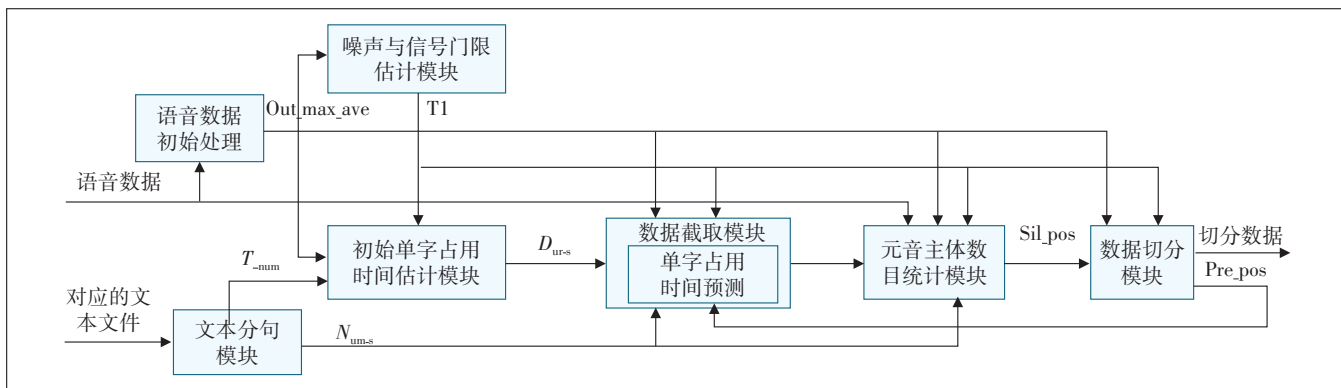 噪声与信号门限
估计模块
语音数据
初始处理
Out_max_ave
T1
语音数据
初始单字占用
时间估计模块
T_num
D_ur-s
数据截取模块
单字占用
时间预测
元音主体数
目统计模块
Sil_pos
数据切分
模块
切分数据
Pre_pos
对应的文
本文件
文本分句
模块
N_um-s